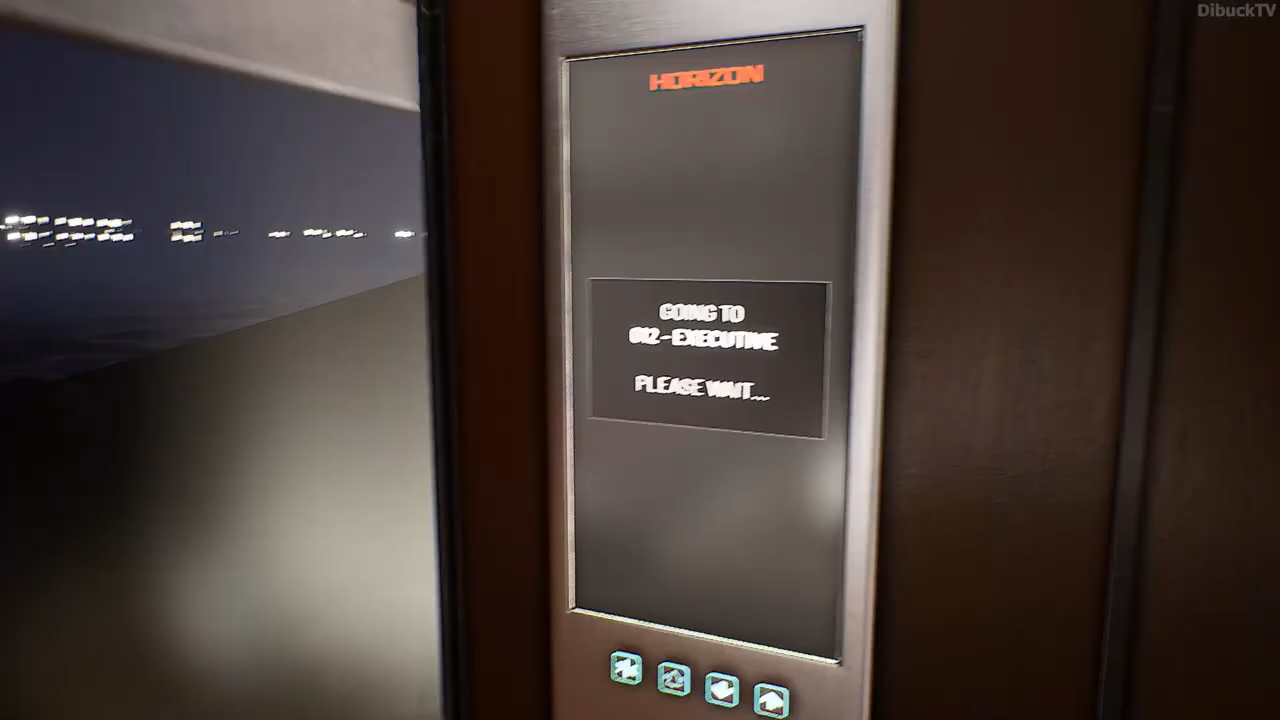 DibuckTV
HORIZON
GOING TO
012-EXECUTIVE
PLEASE WAIT...